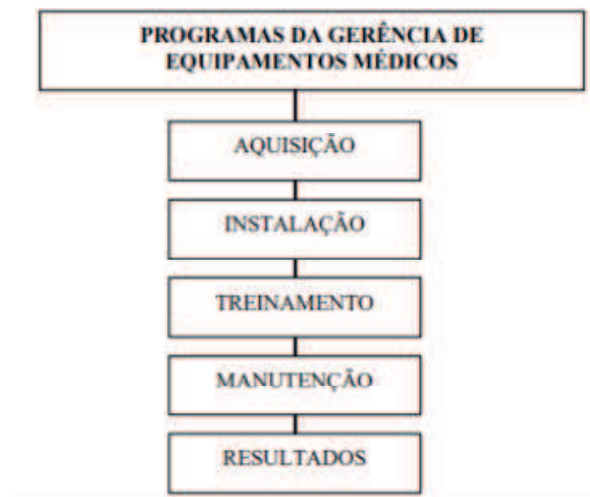 PROGRAMAS DA GERÊNCIA DE
EQUIPAMENTOS MÉDICOS
AQUISIÇÃO
INSTALAÇÃO
TREINAMENTO
MANUTENÇÃO
RESULTADOS